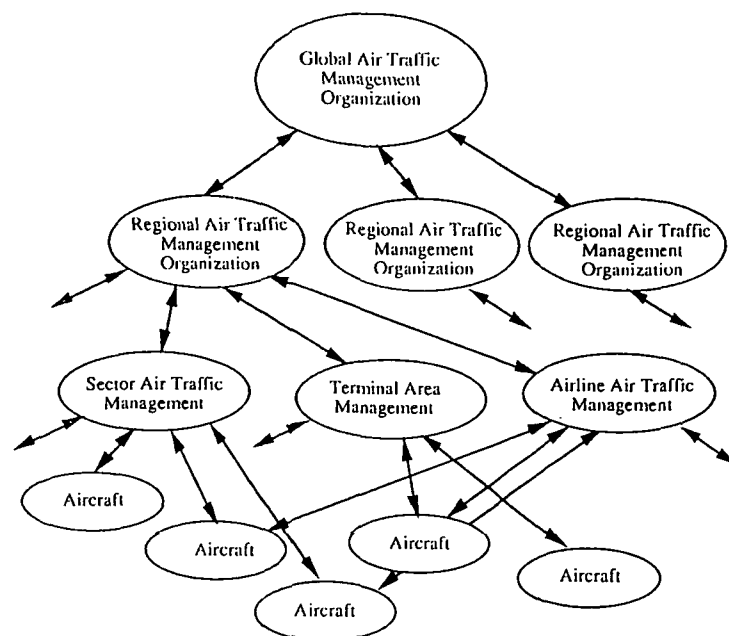 Global Air Traffic
Management
Organization
Regional Air Traffic
Management
Organization
Regional Air Traffic
Management
Organization
Regional Air Traffic
Management
Organization
Sector Air Traffic
Management
Terminal Area
Management
Airline Air Traffic
Management
Aircraft
Aircraft
Aircraft
Aircraft
Aircraft